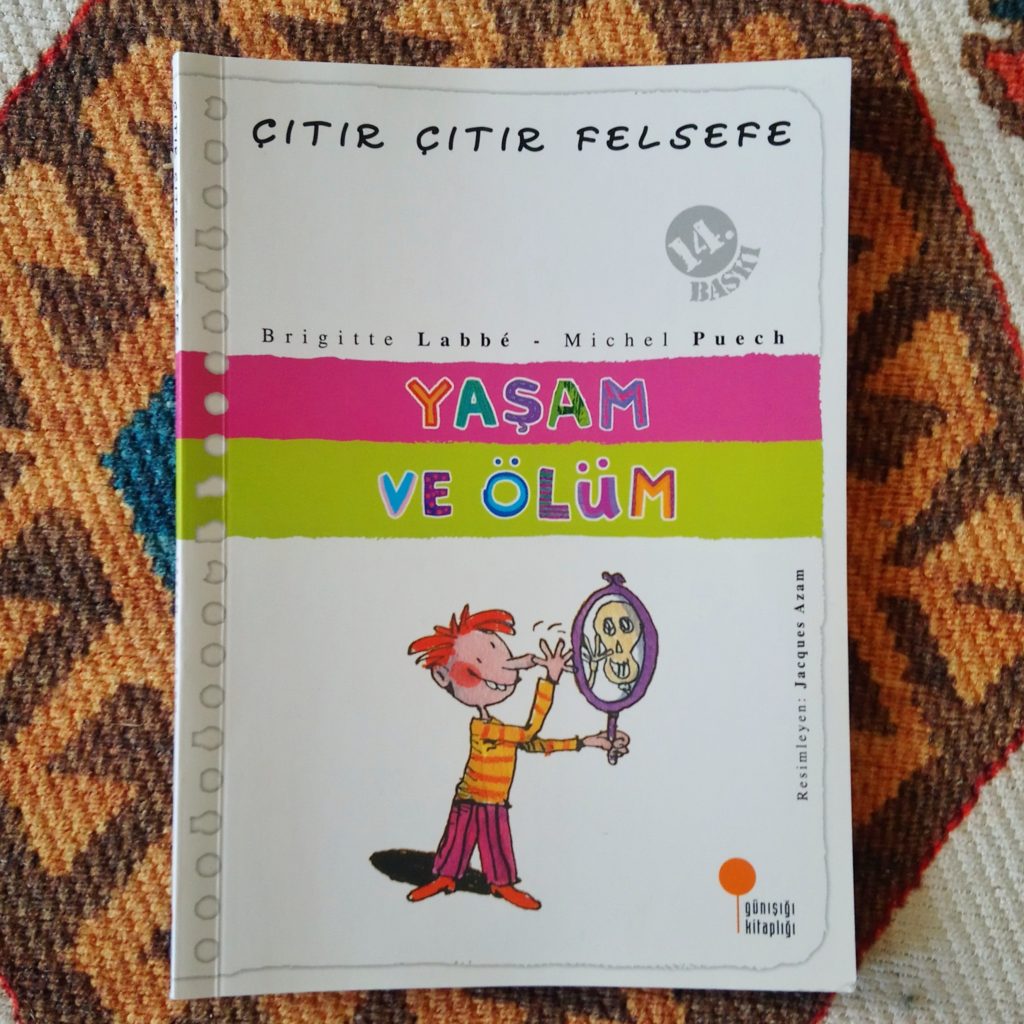 ÇITIR ÇITIR FELSEFE
14.
BASKI
Brigitte Labbé - Michel Puech
YAŞAM
VE ÖLÜM
Resimleyen: Jacques Azam
günışığı
kitaplığı